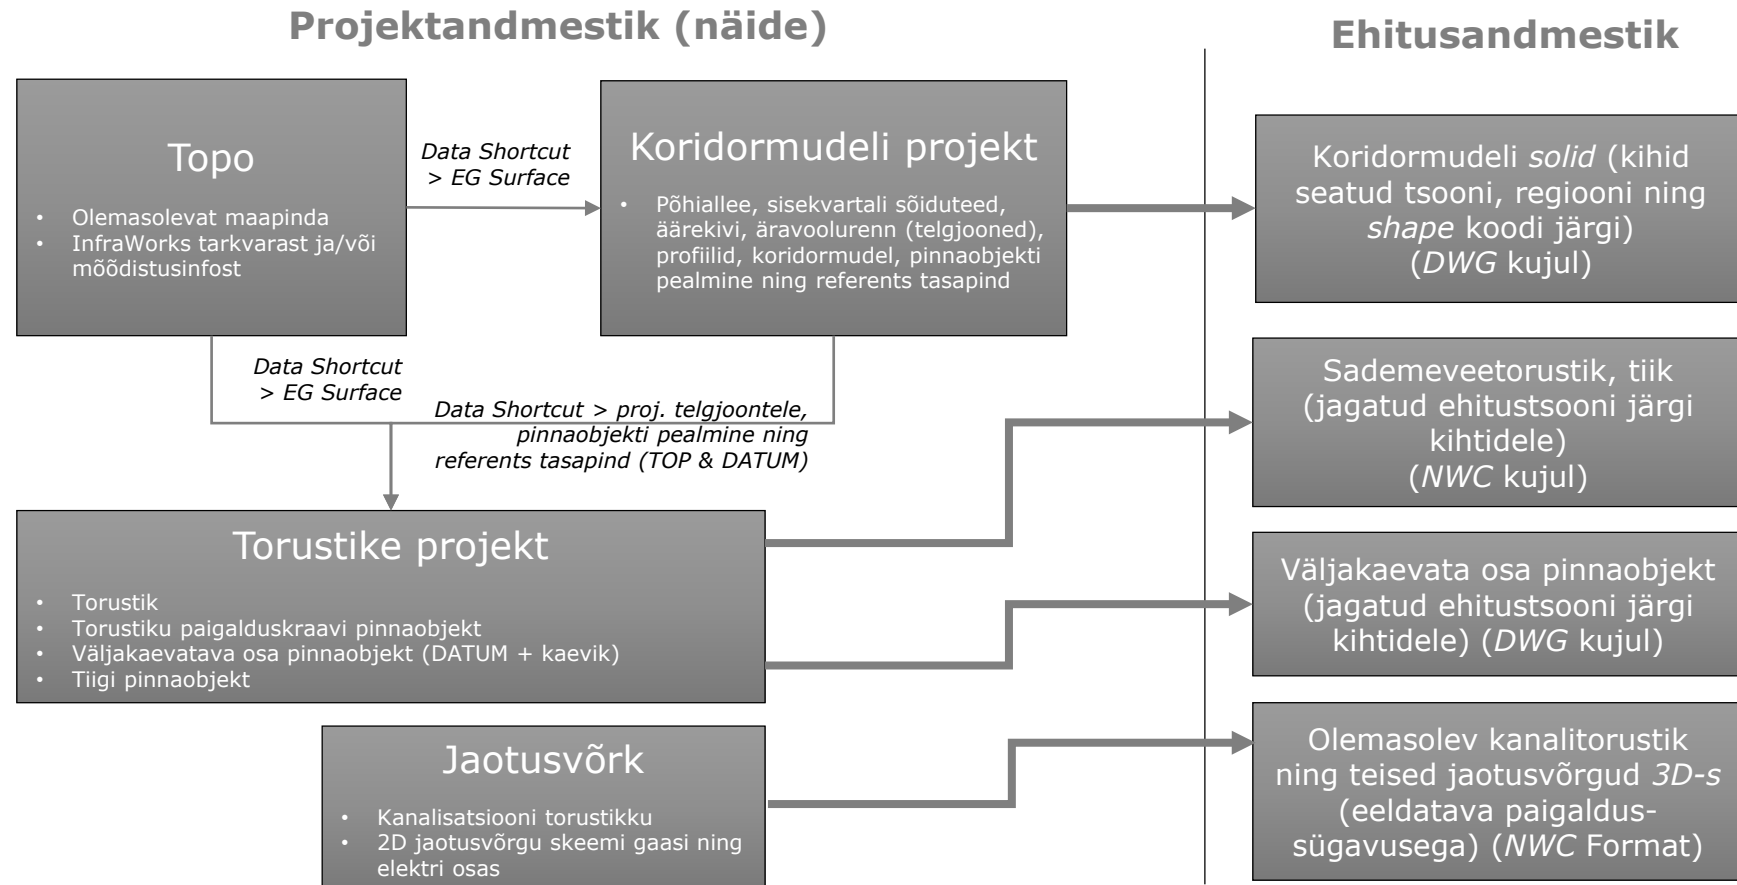 Projektandmestik (näide)
Ehitusandmestik
Topo
• Olemasolevat maapinda
• InfraWorks tarkvarast ja/või
mõõdistusinfost
Data Shortcut
> EG Surface
Koridormudeli projekt
• Põhiallee, sisekvartali sõiduteed,
äärekivi, äravoolurenn (telgjooned),
profiilid, koridormudel, pinnaobjekti
pealmine ning referents tasapind
Koridormudeli solid (kihid
seatud tsooni, regiooni ning
shape koodi järgi)
(DWG kujul)
Data Shortcut
> EG Surface
Data Shortcut > proj. telgjoontele,
pinnaobjekti pealmine ning
referents tasapind (TOP & DATUM)
Sademeveetorustik, tiik
(jagatud ehitustsooni järgi
kihtidele)
(NWC kujul)
Torustike projekt
• Torustik
• Torustiku paigalduskraavi pinnaobjekt
• Väljakaevatava osa pinnaobjekt (DATUM + kaevik)
• Tiigi pinnaobjekt
Väljakaevata osa pinnaobjekt
(jagatud ehitustsooni järgi
kihtidele) (DWG kujul)
Jaotusvõrk
• Kanalisatsiooni torustikku
• 2D jaotusvõrgu skeemi gaasi ning
elektri osas
Olemasolev kanalitorustik
ning teised jaotusvõrgud 3D-s
(eeldatava paigaldus-
sügavusega) (NWC Format)